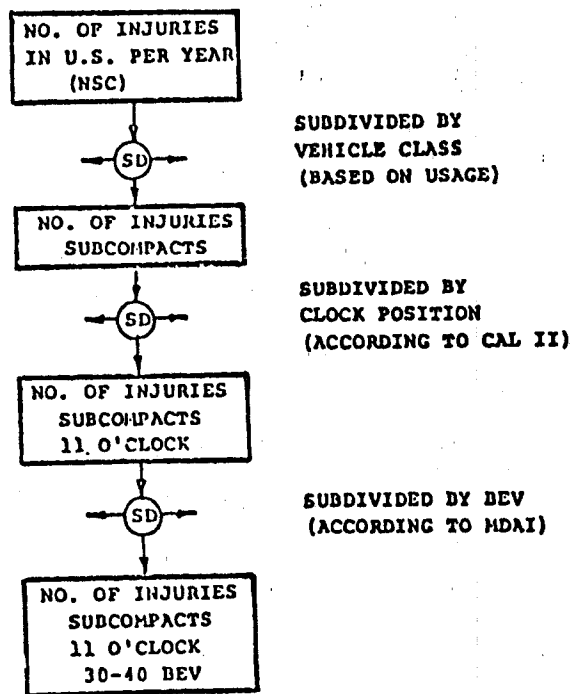 NO. OF INJURIES
IN U.S. PER YEAR
(NSC)
SD
SUBDIVIDED BY
VEHICLE CLASS
(BASED ON USAGE)
NO. OF INJURIES
SUBCOMPACTS
SD
SUBDIVIDED BY
CLOCK POSITION
(ACCORDING TO CAL II)
NO. OF INJURIES
SUBCOMPACTS
11 O'CLOCK
SD
SUBDIVIDED BY BEV
(ACCORDING TO MDAI)
NO. OF INJURIES
SUBCOMPACTS
11 O'CLOCK
30-40 BEV